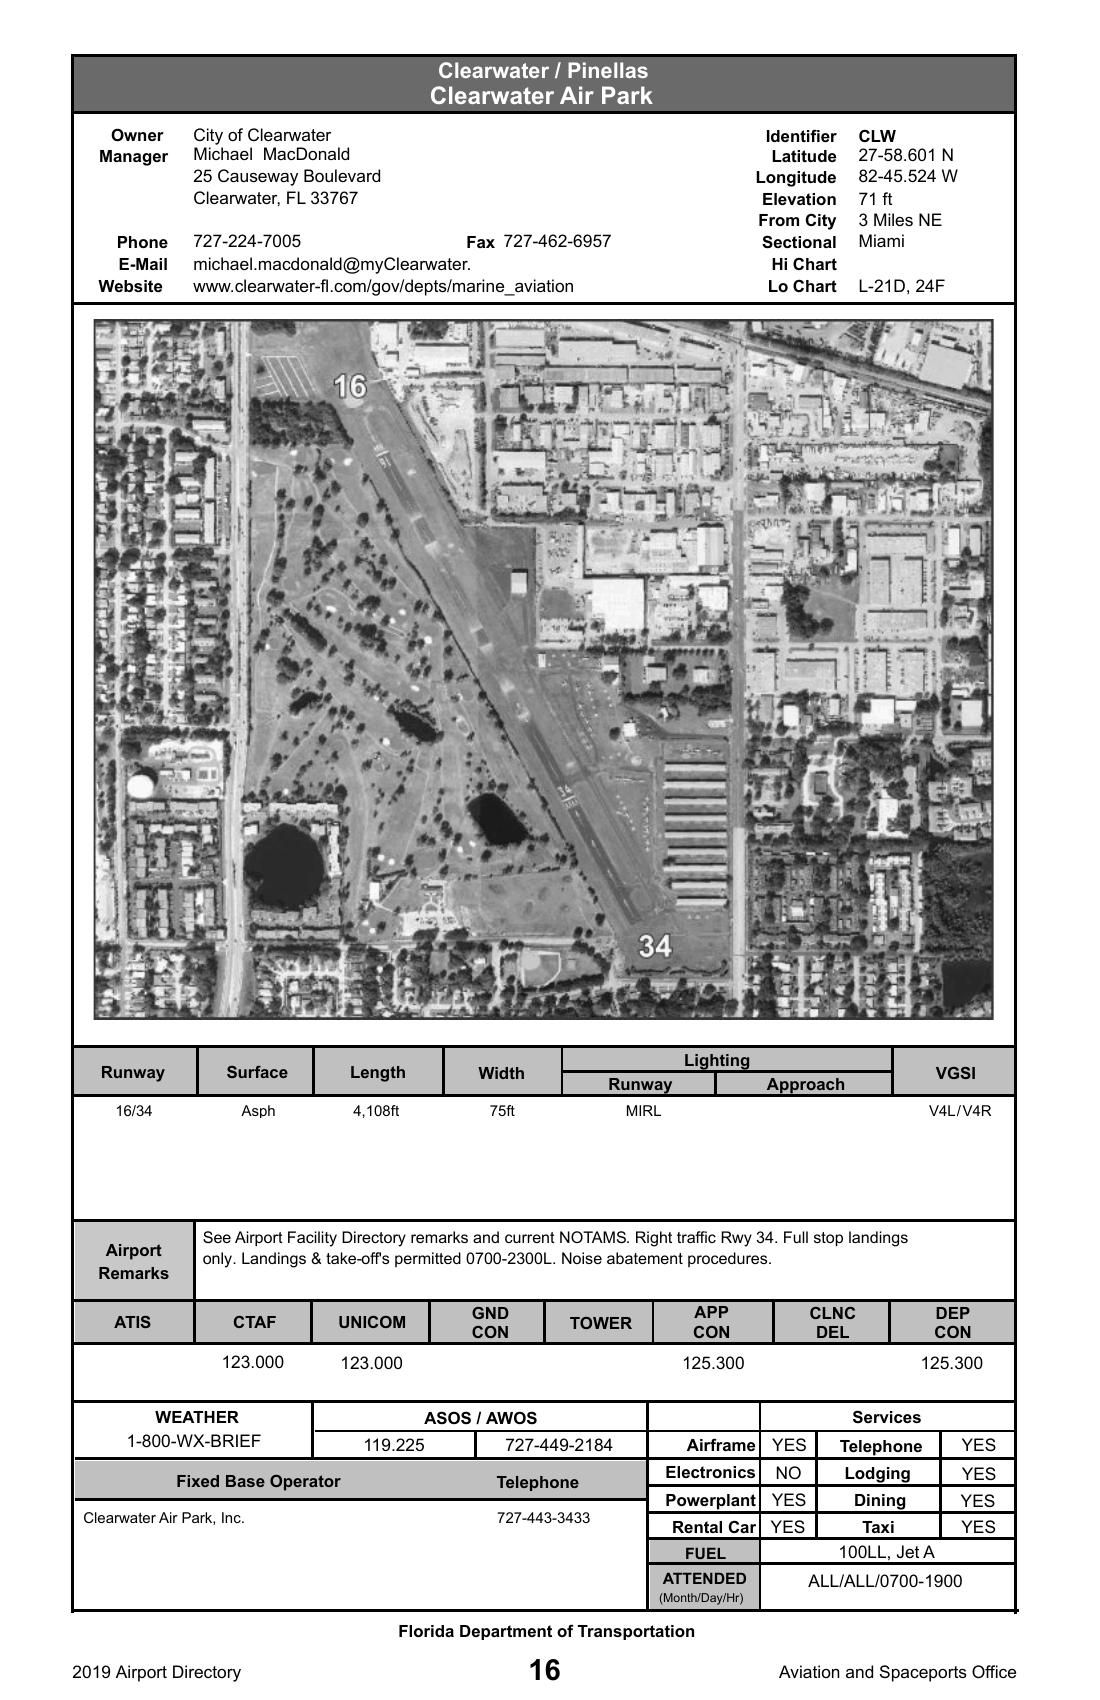 Clearwater / Pinellas
Clearwater Air Park
Owner City of Clearwater
Manager Michael MacDonald
25 Causeway Boulevard
Clearwater, FL 33767
Phone 727-224-7005 Fax 727-462-6957
E-Mail michael.macdonald@myClearwater.
Website www.clearwater-fl.com/gov/depts/marine_aviation
Identifier CLW
Latitude 27-58.601 N
Longitude 82-45.524 W
Elevation 71 ft
From City 3 Miles NE
Sectional Miami
Hi Chart
Lo Chart L-21D, 24F
16
34
Runway Surface Length Width Lighting VGSI
Runway Approach
16/34 Asph 4,108ft 75ft MIRL V4L/V4R
Airport
Remarks
See Airport Facility Directory remarks and current NOTAMS. Right traffic Rwy 34. Full stop landings
only. Landings & take-off's permitted 0700-2300L. Noise abatement procedures.
ATIS CTAF UNICOM GND CON TOWER APP CON CLNC DEL DEP CON
123.000 123.000 125.300 125.300
WEATHER
1-800-WX-BRIEF
ASOS / AWOS
119.225 727-449-2184
Services
Airframe YES Telephone YES
Electronics NO Lodging YES
Powerplant YES Dining YES
Rental Car YES Taxi YES
FUEL 100LL, Jet A
ATTENDED ALL/ALL/0700-1900
(Month/Day/Hr)
Fixed Base Operator Telephone
Clearwater Air Park, Inc. 727-443-3433
Florida Department of Transportation
2019 Airport Directory 16 Aviation and Spaceports Office